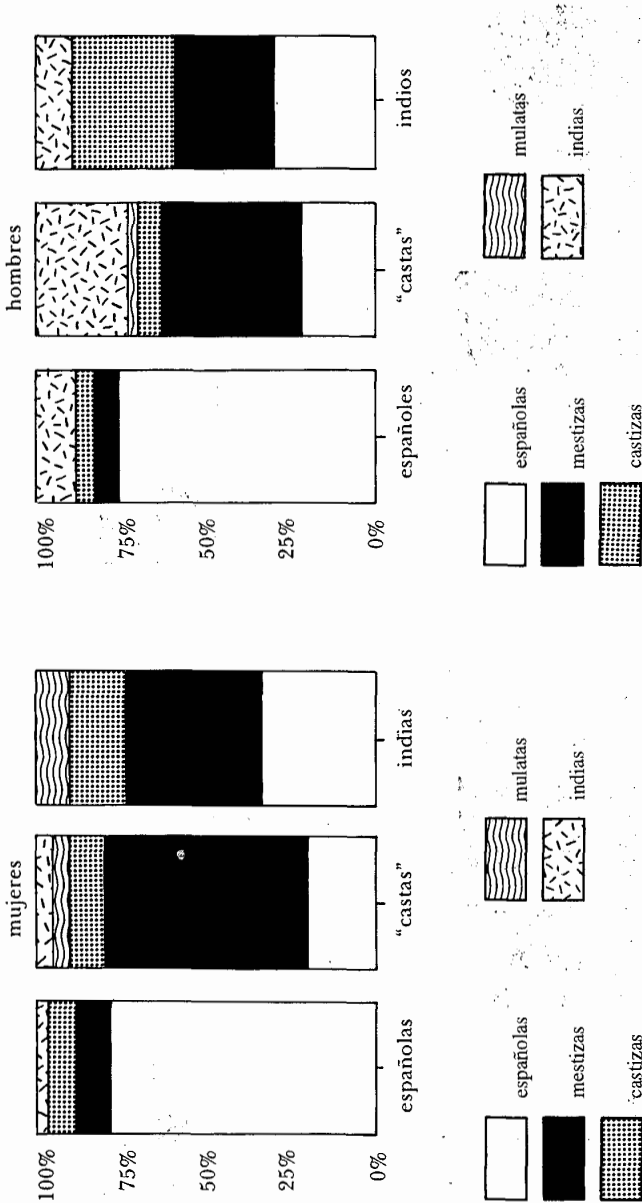 mujeres
100%
75%
50%
25%
0%
españolas
“castas”
indias
españolas
mestizas
castizas
mulatas
indias
hombres
100%
75%
50%
25%
0%
españoles
“castas”
indios
españolas
mestizas
castizas
mulatas
indias